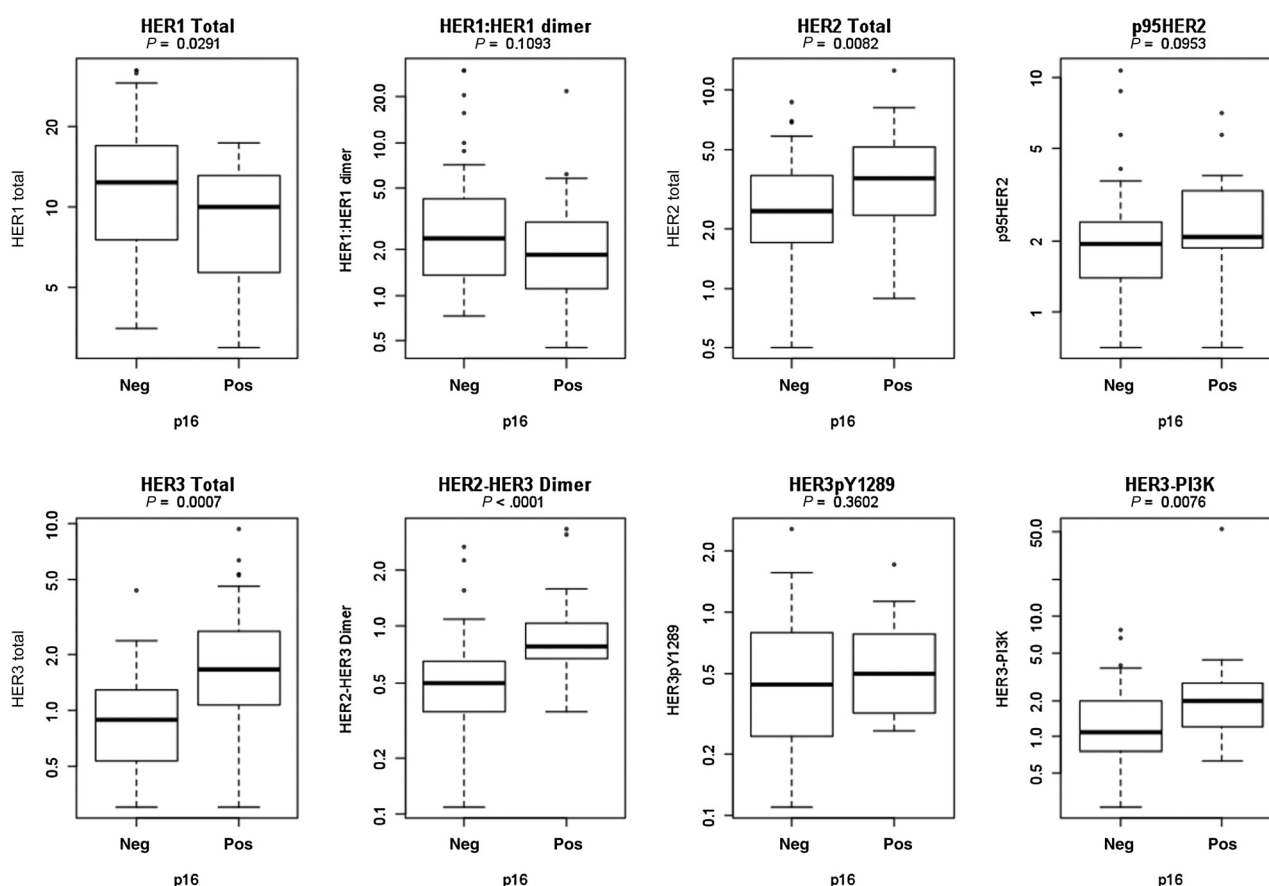 HER1 Total
P = 0.0291
HER1 total
20
10
5
Neg Pos
p16
HER1:HER1 dimer
P = 0.1093
HER1:HER1 dimer
20.0
10.0
5.0
2.0
1.0
0.5
Neg Pos
p16
HER2 Total
P = 0.0082
HER2 total
10.0
5.0
2.0
1.0
0.5
Neg Pos
p16
p95HER2
P = 0.0953
p95HER2
10
5
2
1
Neg Pos
p16
HER3 Total
P = 0.0007
HER3 total
10.0
5.0
2.0
1.0
0.5
Neg Pos
p16
HER2-HER3 Dimer
P < .0001
HER2-HER3 Dimer
2.0
1.0
0.5
0.2
0.1
Neg Pos
p16
HER3pY1289
P = 0.3602
HER3pY1289
2.0
1.0
0.5
0.2
0.1
Neg Pos
p16
HER3-PI3K
P = 0.0076
HER3-PI3K
50.0
10.0
5.0
2.0
1.0
0.5
Neg Pos
p16